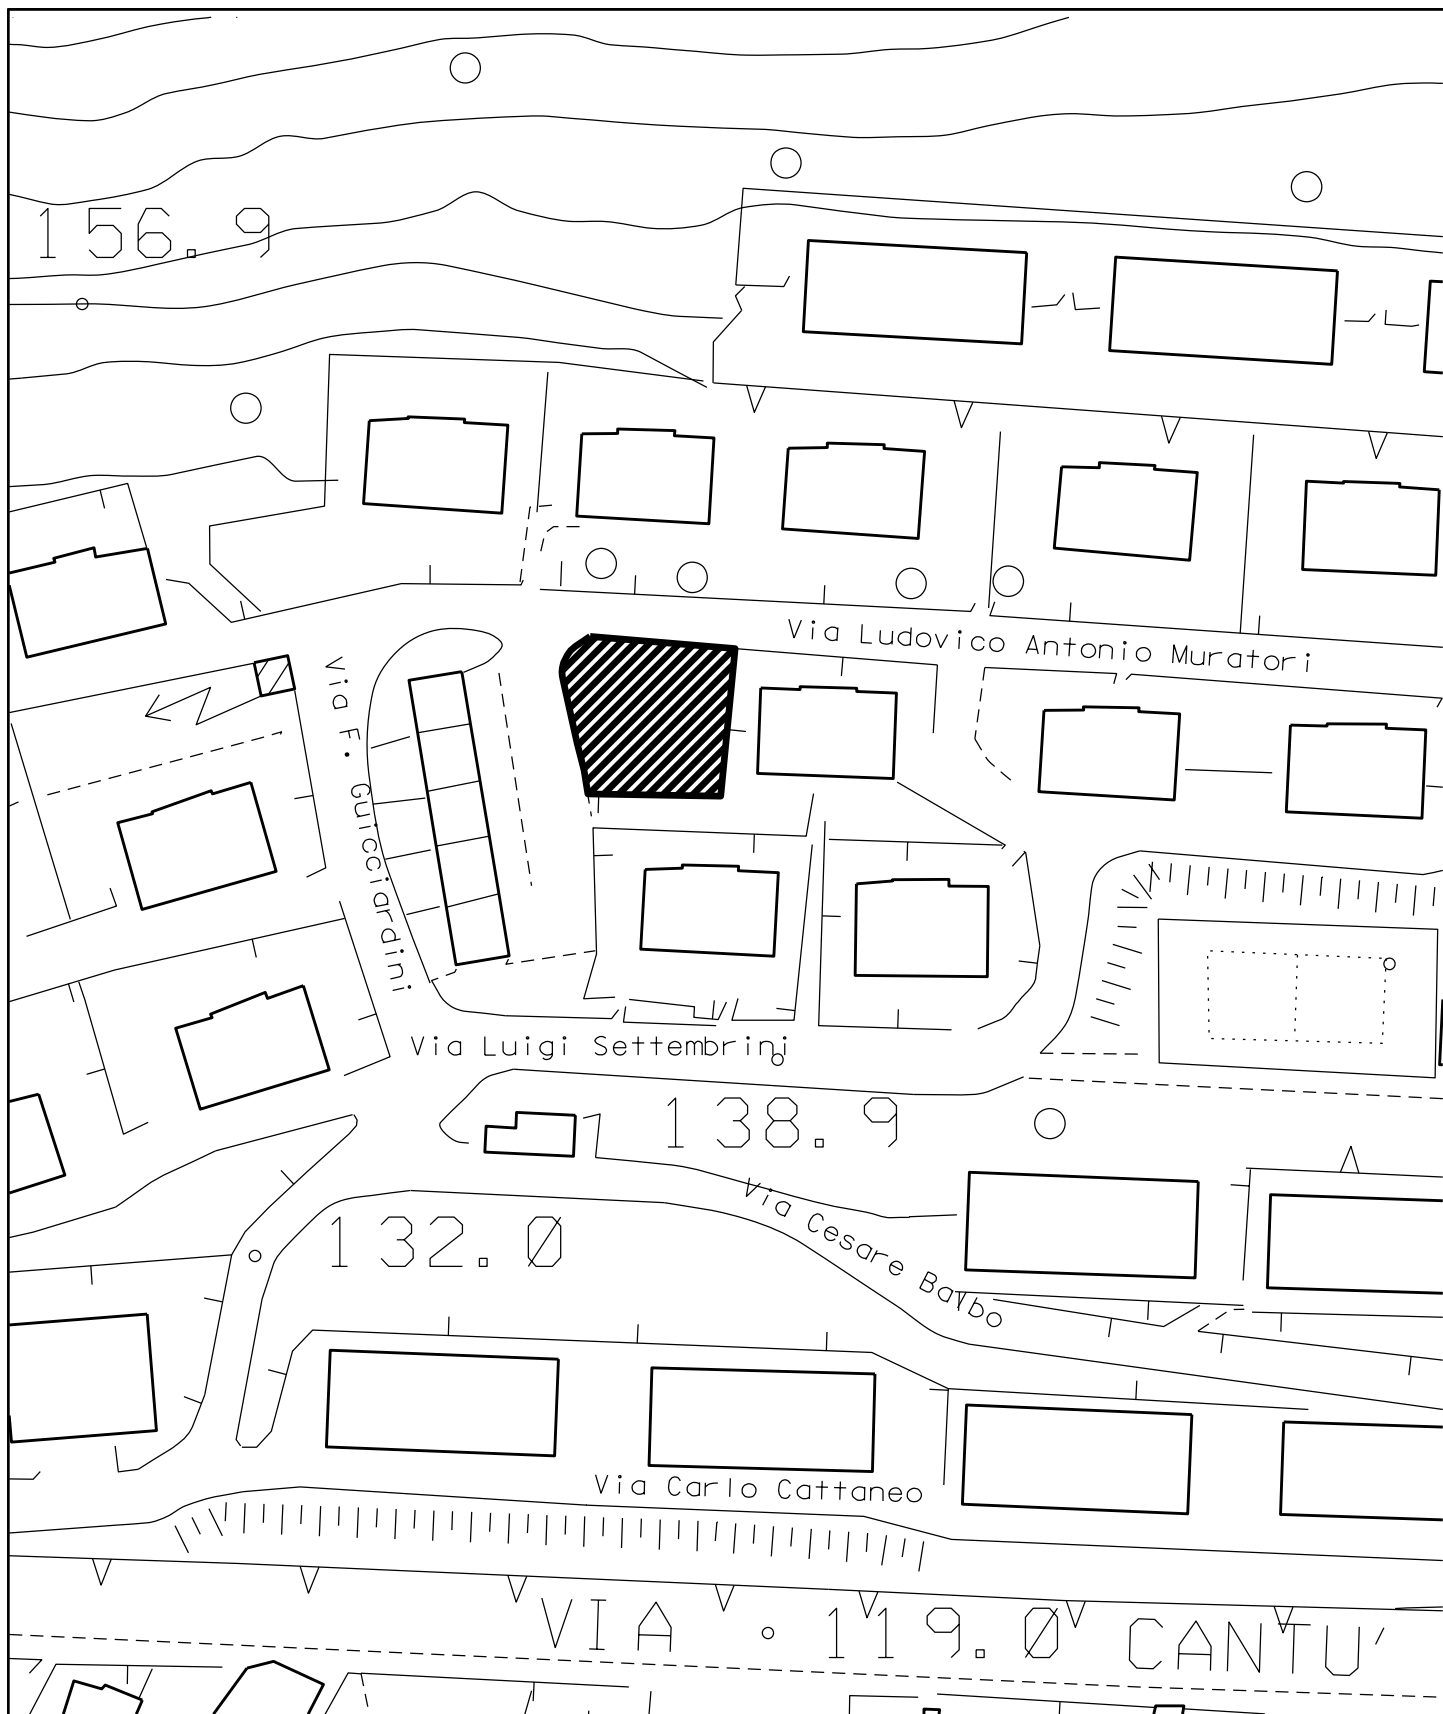 156.9
Via Ludovico Antonio Muratori
Via F. Guicciardini
Via Luigi Settembrini
138.9
Via Cesare Balbo
132.0
Via Carlo Cattaneo
VIA CANTU'
119.0